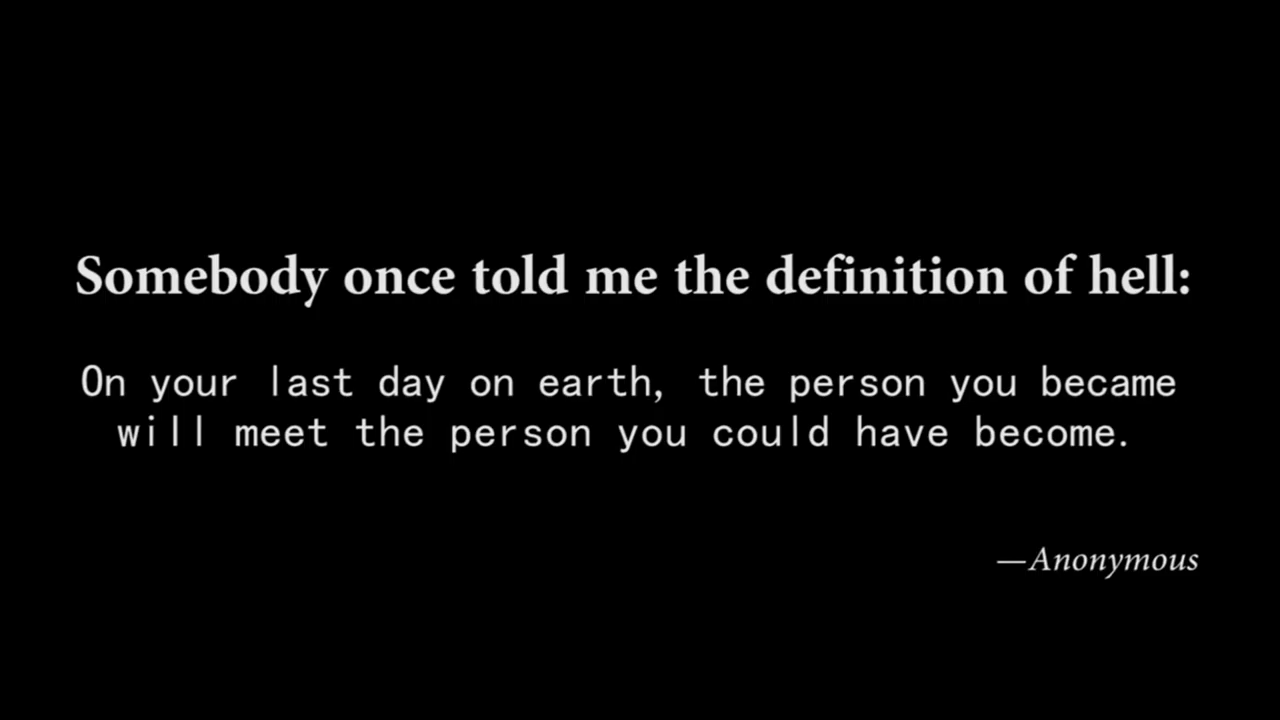 Somebody once told me the definition of hell:
On your last day on earth, the person you became
will meet the person you could have become.
—Anonymous